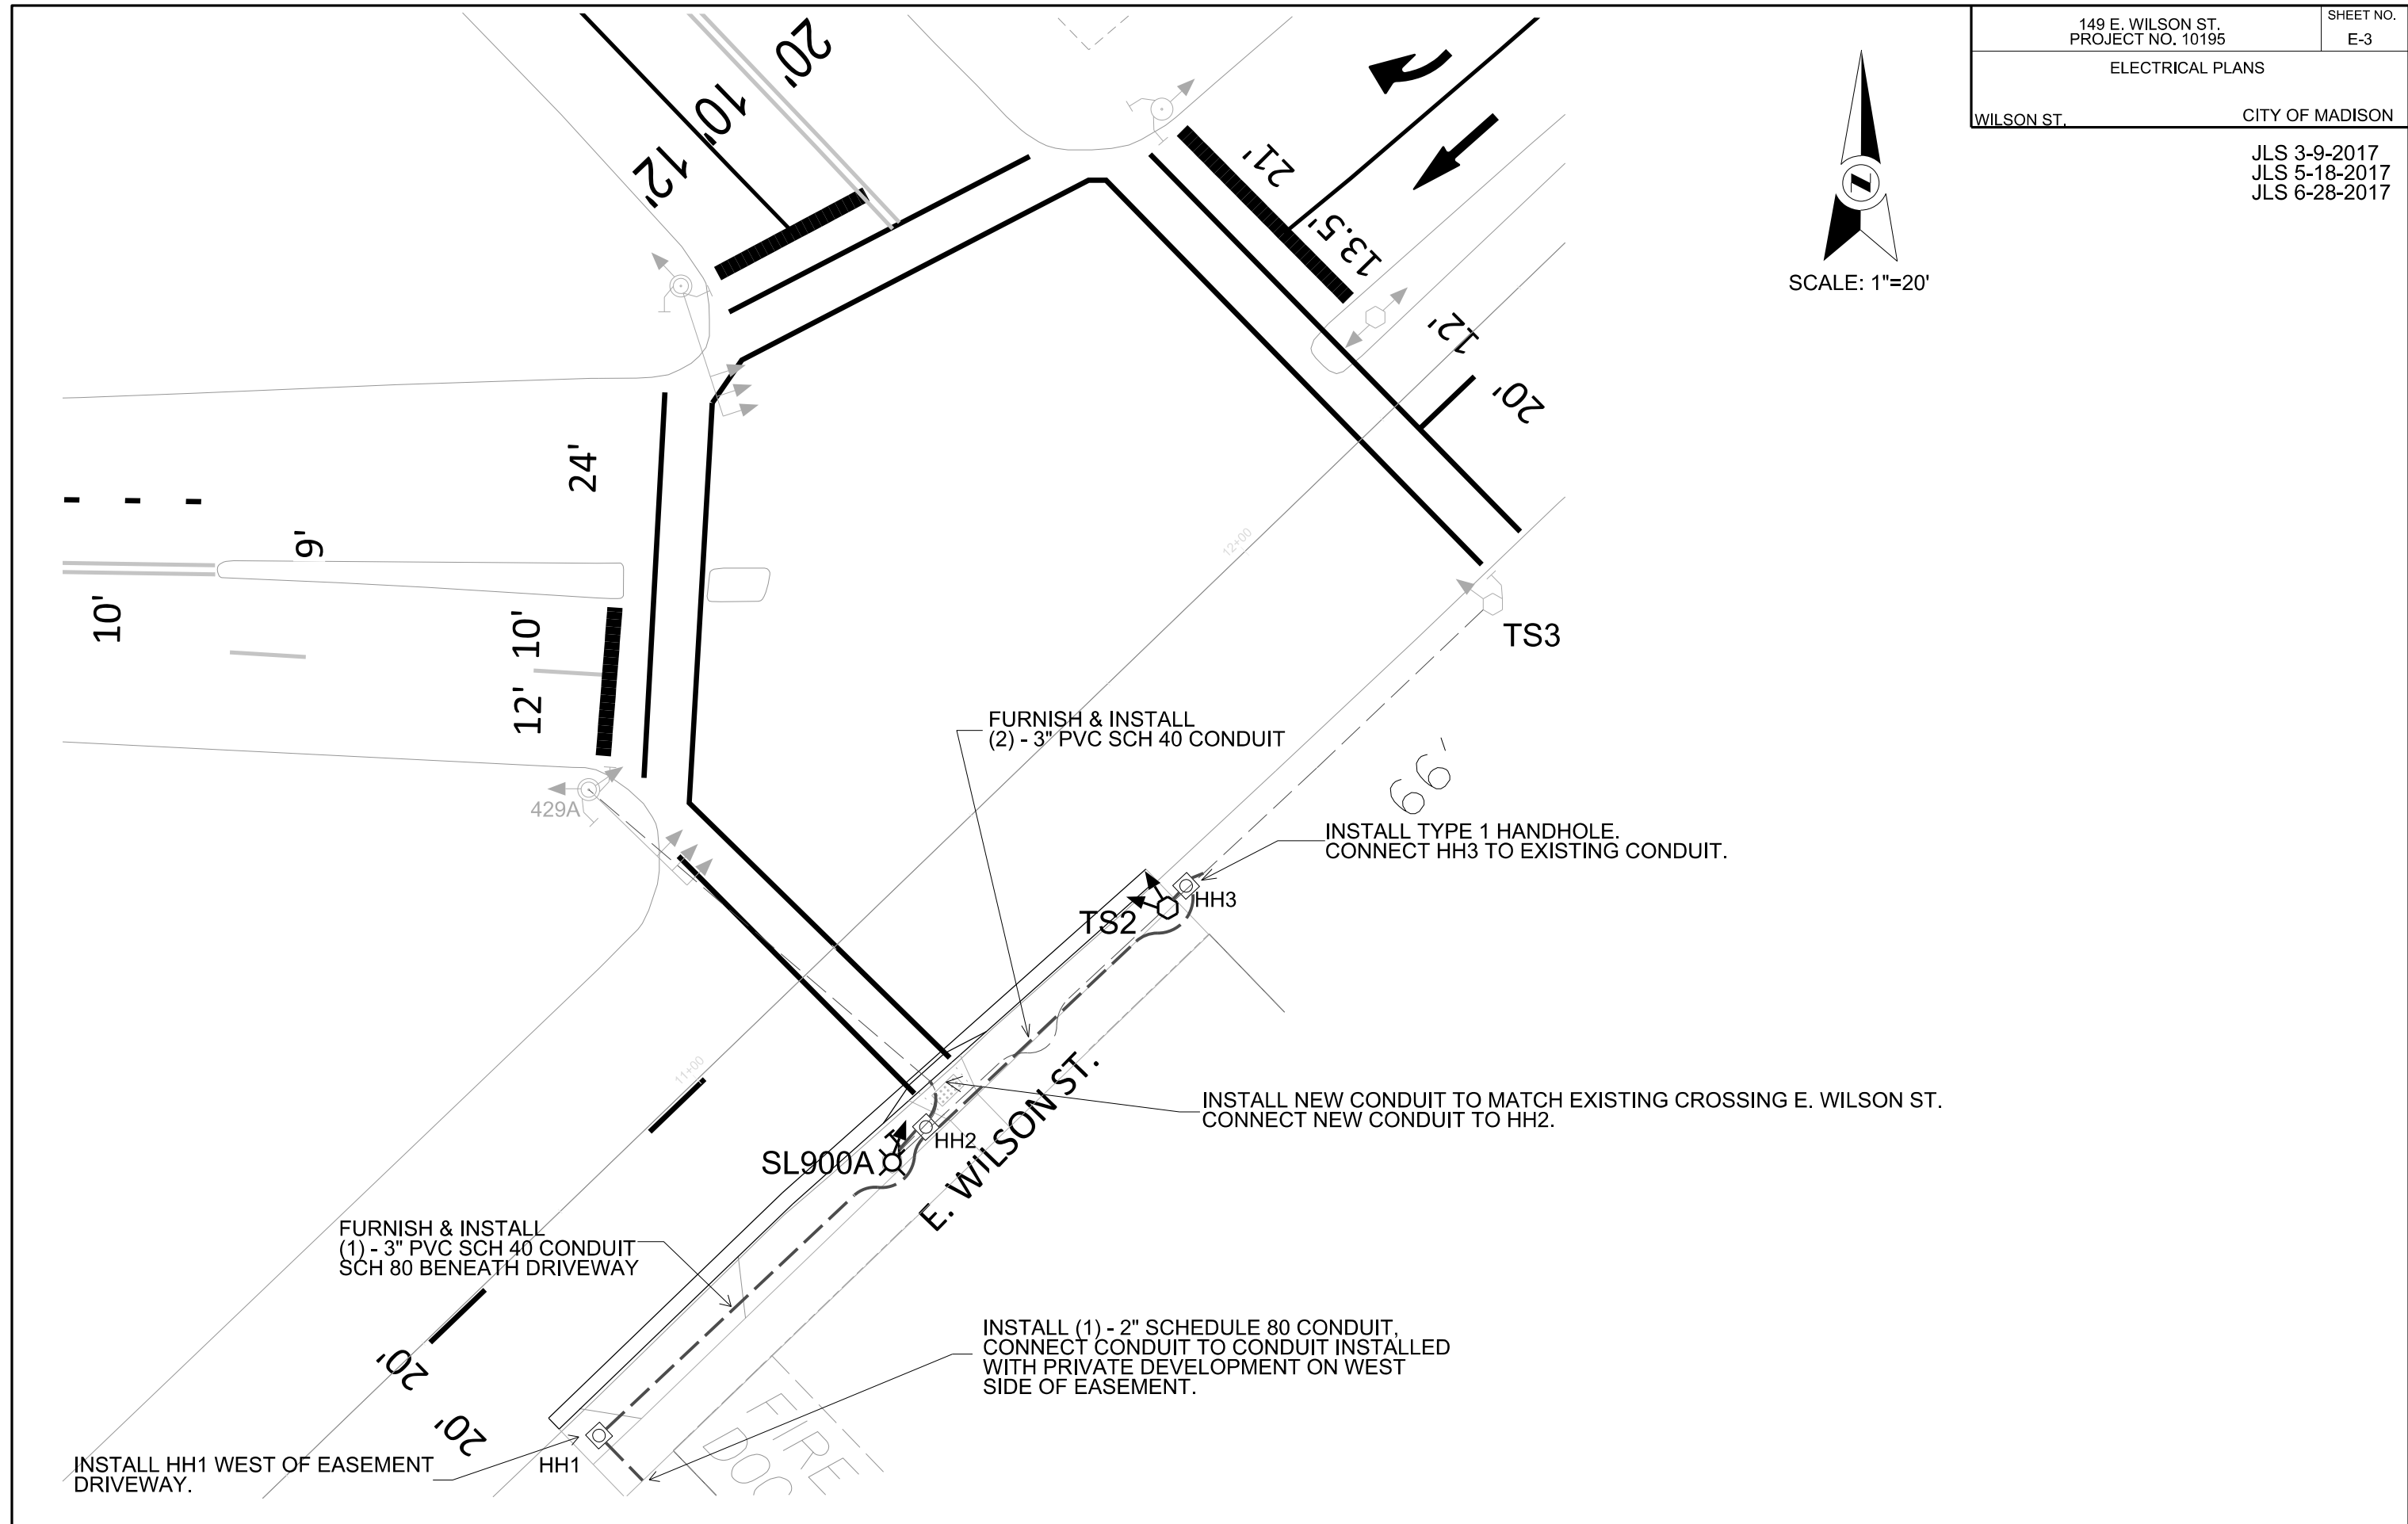 149 E. WILSON ST.
PROJECT NO. 10195
SHEET NO.
E-3
ELECTRICAL PLANS
WILSON ST.
CITY OF MADISON
JLS 3-9-2017
JLS 5-18-2017
JLS 6-28-2017
N
SCALE: 1"=20'
20'
10'
12'
21'
13.5'
12'
20'
24'
9'
10'
10'
12'
12+00
TS3
FURNISH & INSTALL
(2) - 3" PVC SCH 40 CONDUIT
66'
429A
INSTALL TYPE 1 HANDHOLE.
CONNECT HH3 TO EXISTING CONDUIT.
HH3
TS2
11+00
INSTALL NEW CONDUIT TO MATCH EXISTING CROSSING E. WILSON ST.
CONNECT NEW CONDUIT TO HH2.
HH2
SL900A
E. WILSON ST.
FURNISH & INSTALL
(1) - 3" PVC SCH 40 CONDUIT
SCH 80 BENEATH DRIVEWAY
INSTALL (1) - 2" SCHEDULE 80 CONDUIT,
CONNECT CONDUIT TO CONDUIT INSTALLED
WITH PRIVATE DEVELOPMENT ON WEST
SIDE OF EASEMENT.
20'
20'
FIRE
INSTALL HH1 WEST OF EASEMENT
DRIVEWAY.
HH1